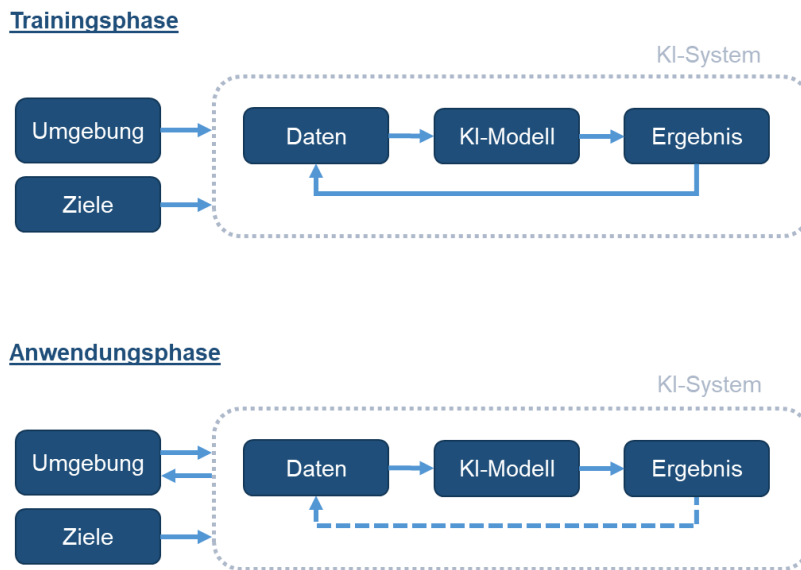 Trainingsphase
KI-System
Umgebung
Daten
KI-Modell
Ergebnis
Ziele
Anwendungsphase
KI-System
Umgebung
Daten
KI-Modell
Ergebnis
Ziele